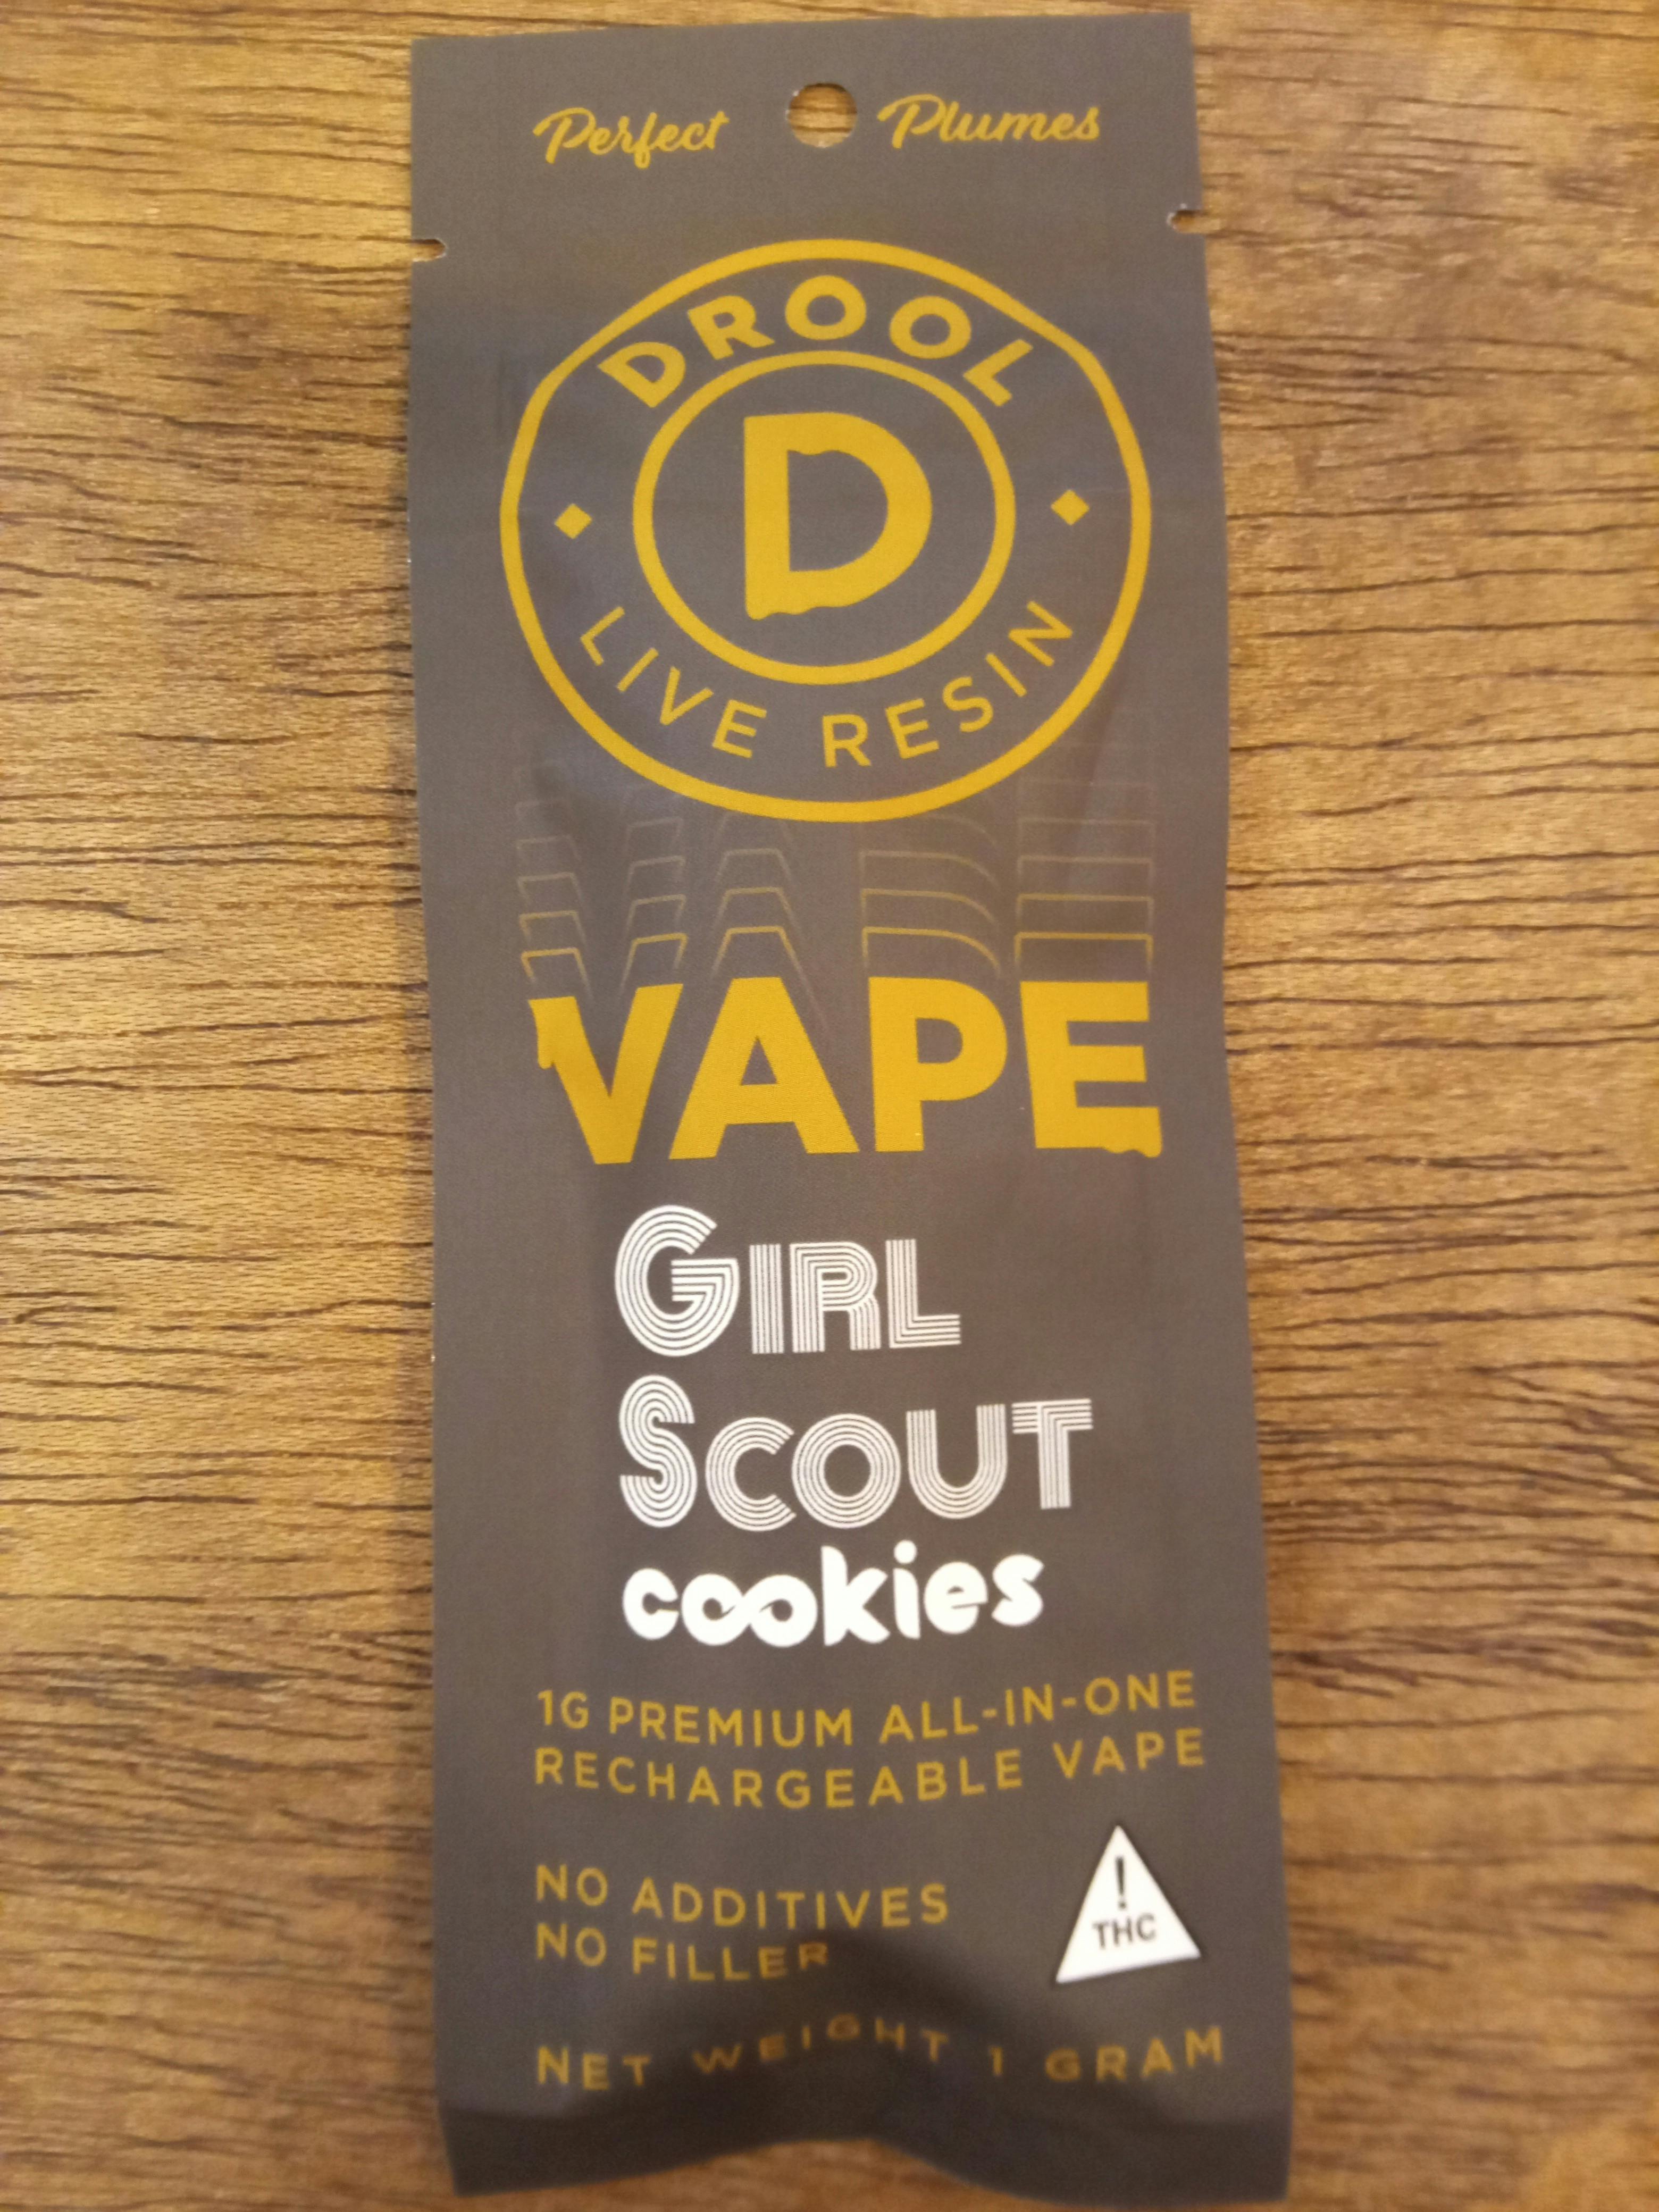 Perfect Plumes
DROOL
D
LIVE RESIN
VAPE
GIRL
SCOUT
cookies
1G PREMIUM ALL-IN-ONE
RECHARGEABLE VAPE
NO ADDITIVES
NO FILLER
!
THC
NET WEIGHT 1 GRAM